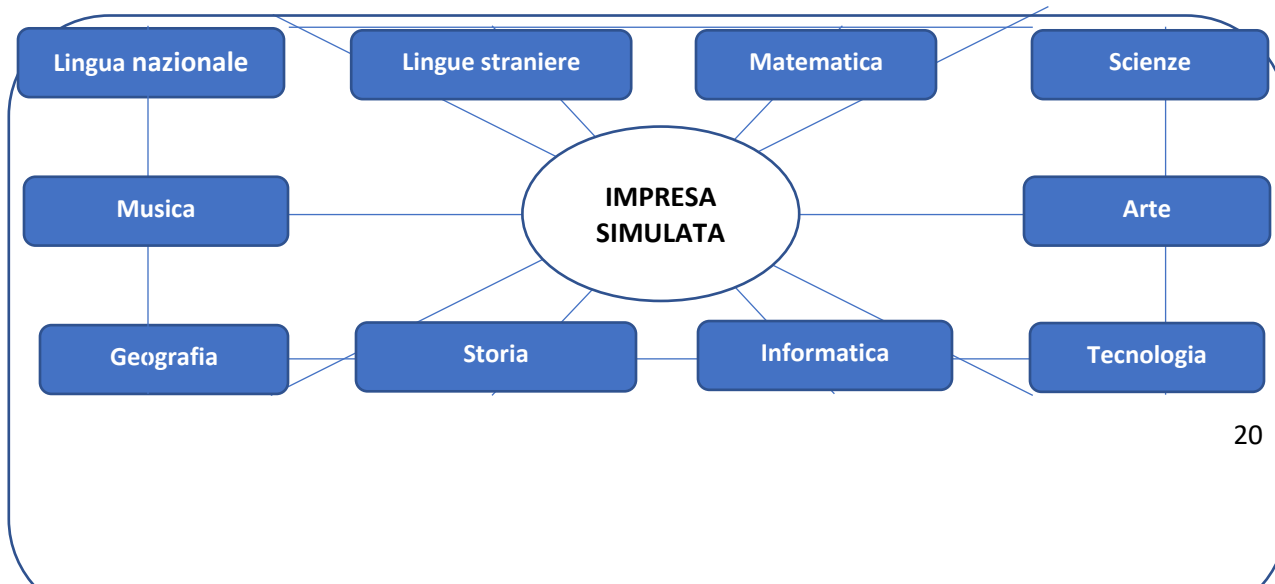 Lingua nazionale
Lingue straniere
Matematica
Scienze
Musica
IMPRESA
SIMULATA
Arte
Geografia
Storia
Informatica
Tecnologia
20